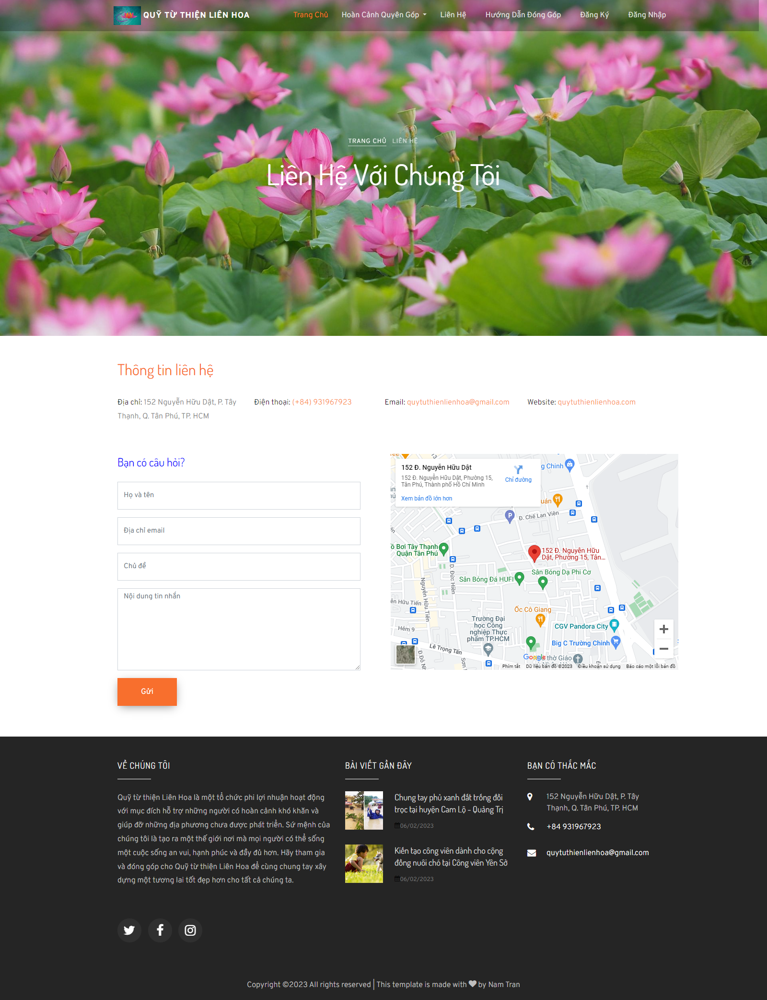 QUỸ TỪ THIỆN LIÊN HOA
Trang Chủ
Hoàn Cảnh Quyên Góp
Liên Hệ
Hướng Dẫn Đóng Góp
Đăng Ký
Đăng Nhập
TRANG CHỦ LIÊN HỆ
Liên Hệ Với Chúng Tôi
Thông tin liên hệ
Địa chỉ: 152 Nguyễn Hữu Dật, P. Tây
Thạnh, Q. Tân Phú, TP. HCM
Điện thoại: (+84) 931967923
Email: quytuthienlienhoa@gmail.com
Website: quytuthienlienhoa.com
Bạn có câu hỏi?
Họ và tên
Địa chỉ email
Chủ đề
Nội dung tin nhắn
Gửi
152 Đ. Nguyễn Hữu Dật
152 Đ. Nguyễn Hữu Dật, Phường 15,
Tân Phú, Thành phố Hồ Chí Minh
Chỉ đường
Xem bản đồ lớn hơn
Đ. Chế Lan Viên
Bơi Tây Thạnh
Quận Tân Phú
152 Đ. Nguyễn Hữu
Dật, Phường 15, Tân...
Sân Bóng Dạ Phi Cơ
Sân Bóng Đá HUFI
D. Đức Hiền
Nguyễn Hữu Tiến
Hữu Tiến
Ốc Cô Giang
Trường Đại
học Công
nghiệp Thực
phẩm TP.HCM
CGV Pandora City
Big C Trường Chinh
Hẻm 9
Lê Trọng Tấn
Google
thờ Giáo
Phím tắt
Dữ liệu bản đồ ©2023
Điều khoản sử dụng
Báo cáo một lỗi bản đồ
VỀ CHÚNG TÔI
Quỹ từ thiện Liên Hoa là một tổ chức phi lợi nhuận hoạt động
với mục đích hỗ trợ những người có hoàn cảnh khó khăn và
giúp đỡ những địa phương chưa được phát triển. Sứ mệnh của
chúng tôi là tạo ra một thế giới nơi mà mọi người có thể sống
một cuộc sống an vui, hạnh phúc và đầy đủ hơn. Hãy tham gia
và đóng góp cho Quỹ từ thiện Liên Hoa để cùng chung tay xây
dựng một tương lai tốt đẹp hơn cho tất cả chúng ta.
BÀI VIẾT GẦN ĐÂY
Chung tay phủ xanh đất trống đồi
trọc tại huyện Cam Lộ - Quảng Trị
06/02/2023
Kiến tạo công viên dành cho cộng
đồng nuôi chó tại Công viên Yên Sở
06/02/2023
BẠN CÓ THẮC MẮC
152 Nguyễn Hữu Dật, P. Tây
Thạnh, Q. Tân Phú, TP. HCM
+84 931967923
quytuthienlienhoa@gmail.com
Copyright ©2023 All rights reserved | This template is made with ♥ by Nam Tran